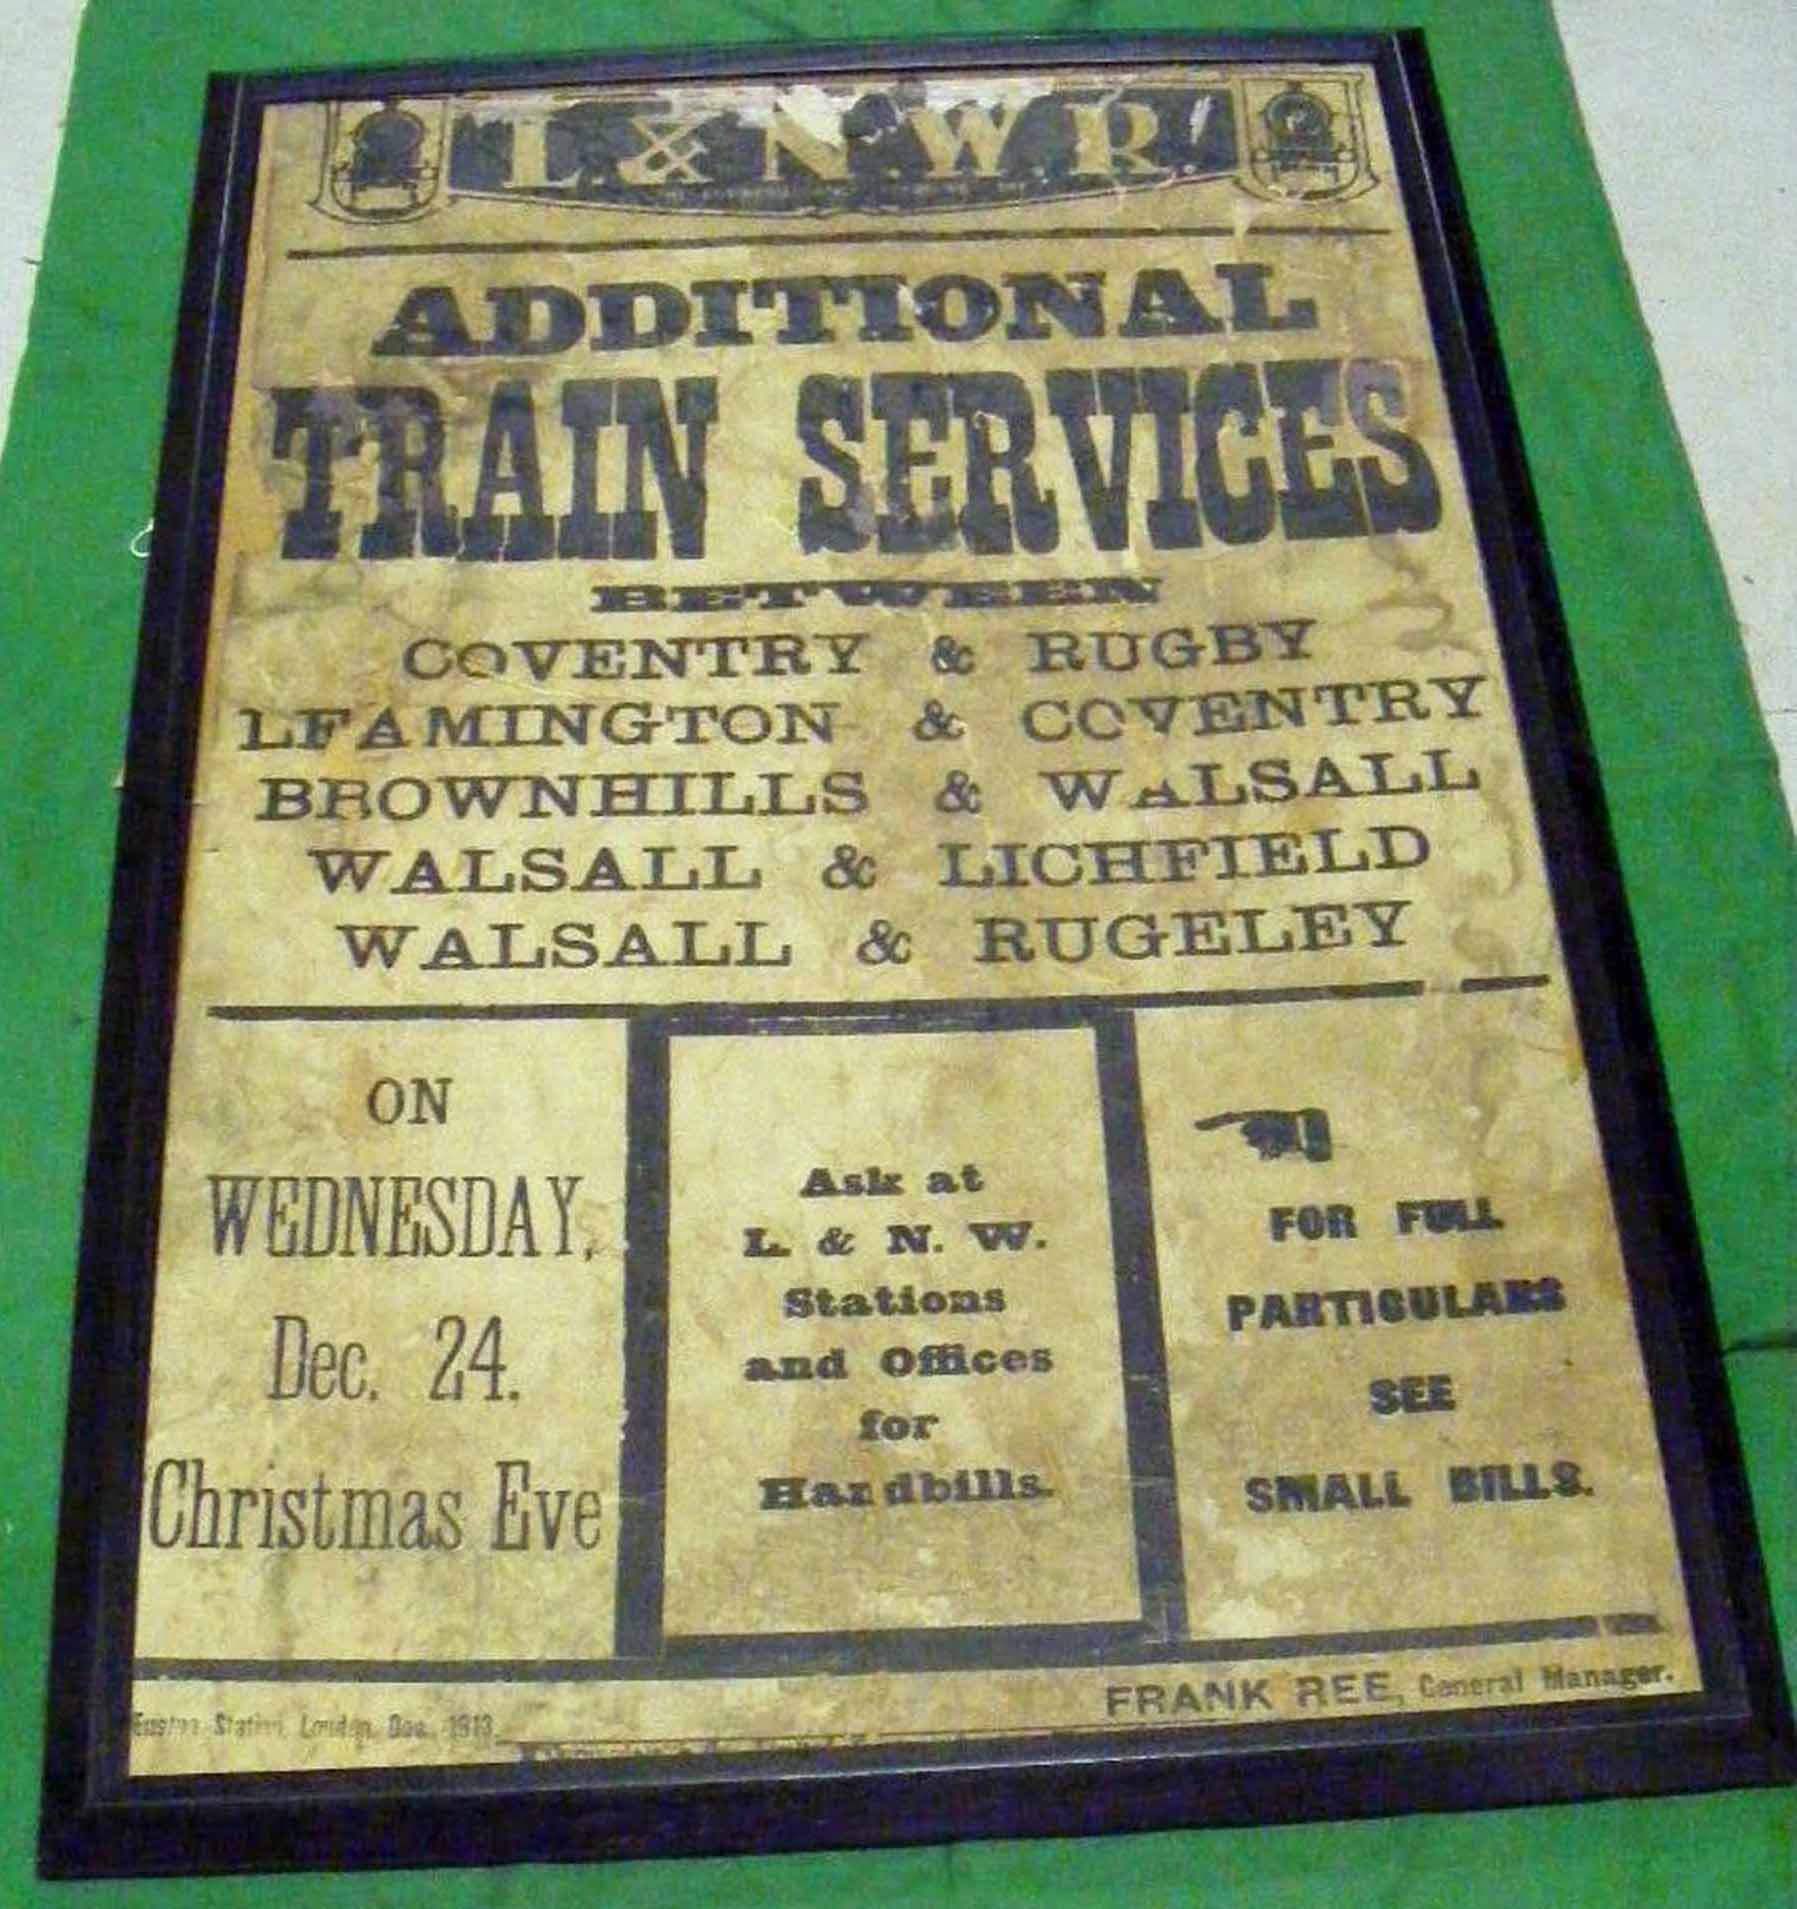 L. & N. W. R.
ADDITIONAL
TRAIN SERVICES
BETWEEN
COVENTRY & RUGBY
LEAMINGTON & COVENTRY
BROWNHILLS & WALSALL
WALSALL & LICHFIELD
WALSALL & RUGELEY
ON
WEDNESDAY,
Dec. 24.
Christmas Eve
Ask at
L. & N. W.
Stations
and Offices
for
Handbills.
FOR FULL
PARTICULARS
SEE
SMALL BILLS.
FRANK REE, General Manager.
Euston Station, London, Dec., 1913.